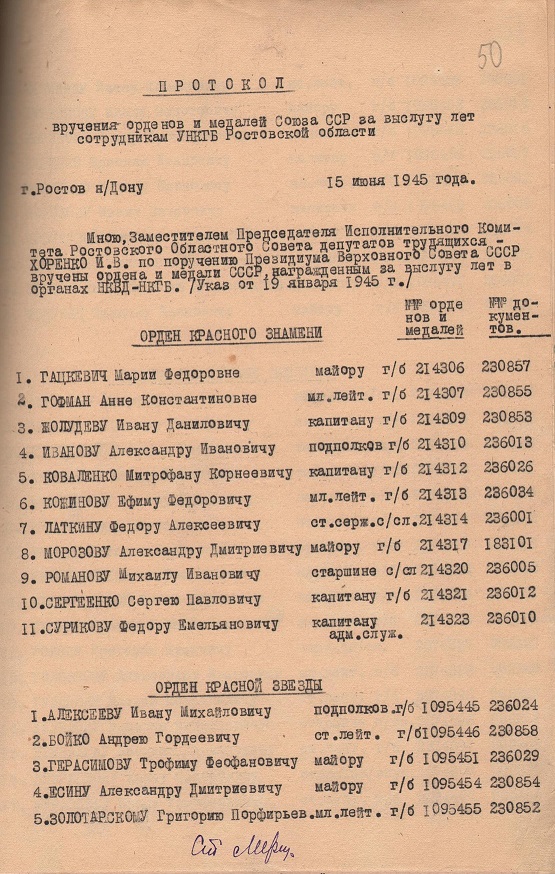 50
ПРОТОКОЛ
вручения орденов и медалей Союза ССР за выслугу лет
сотрудникам УНКГБ Ростовской области
г.Ростов н/Дону 15 июня 1945 года.
Мною,Заместителем Председателя Исполнительного Коми-
тета Ростовского Областного Совета депутатов трудящихся -
ХОРЕНКО И.В. по поручению Президиума Верховного Совета СССР
вручены ордена и медали СССР,награжденным за выслугу лет в
органах НКВД-НКГБ. /Указ от 19 января 1945 г./
№№ орде №№ до-
нов и кумен-
медалей тов.
ОРДЕН КРАСНОГО ЗНАМЕНИ
1. ГАЦКЕВИЧ Марии Федоровне майору г/б 214306 230857
2. ГОФМАН Анне Константиновне мл.лейт. г/б 214307 230855
3. ЖОЛУДЕВУ Ивану Даниловичу капитану г/б 214309 230853
4. ИВАНОВУ Александру Ивановичу подполков г/б 214310 236013
5. КОВАЛЕНКО Митрофану Корнеевичу капитану г/б 214312 236026
6. КОЖИНОВУ Ефиму Федоровичу мл.лейт. г/б 214313 236034
7. ЛАТКИНУ Федору Алексеевичу ст.серж.с/сл. 214314 236001
8. МОРОЗОВУ Александру Дмитриевичу майору г/б 214317 183101
9. РОМАНОВУ Михаилу Ивановичу старшине с/сл 214320 236005
10.СЕРГЕЕНКО Сергею Павловичу капитану г/б 214321 236012
11.СУРИКОВУ Федору Емельяновичу капитану 214323 236010
адм.служ.
ОРДЕН КРАСНОЙ ЗВЕЗДЫ
1.АЛЕКСЕЕВУ Ивану Михайловичу подполков.г/б 1095445 236024
2.БОЙКО Андрею Гордеевичу ст.лейт. г/б 1095446 230858
3.ГЕРАСИМОВУ Трофиму Феофановичу майору г/б 1095451 236029
4.ЕСИНУ Александру Дмитриевичу майору г/б 1095454 230854
5.ЗОЛОТАРСКОМУ Григорию Порфирьев.мл.лейт. г/б 1095455 230852